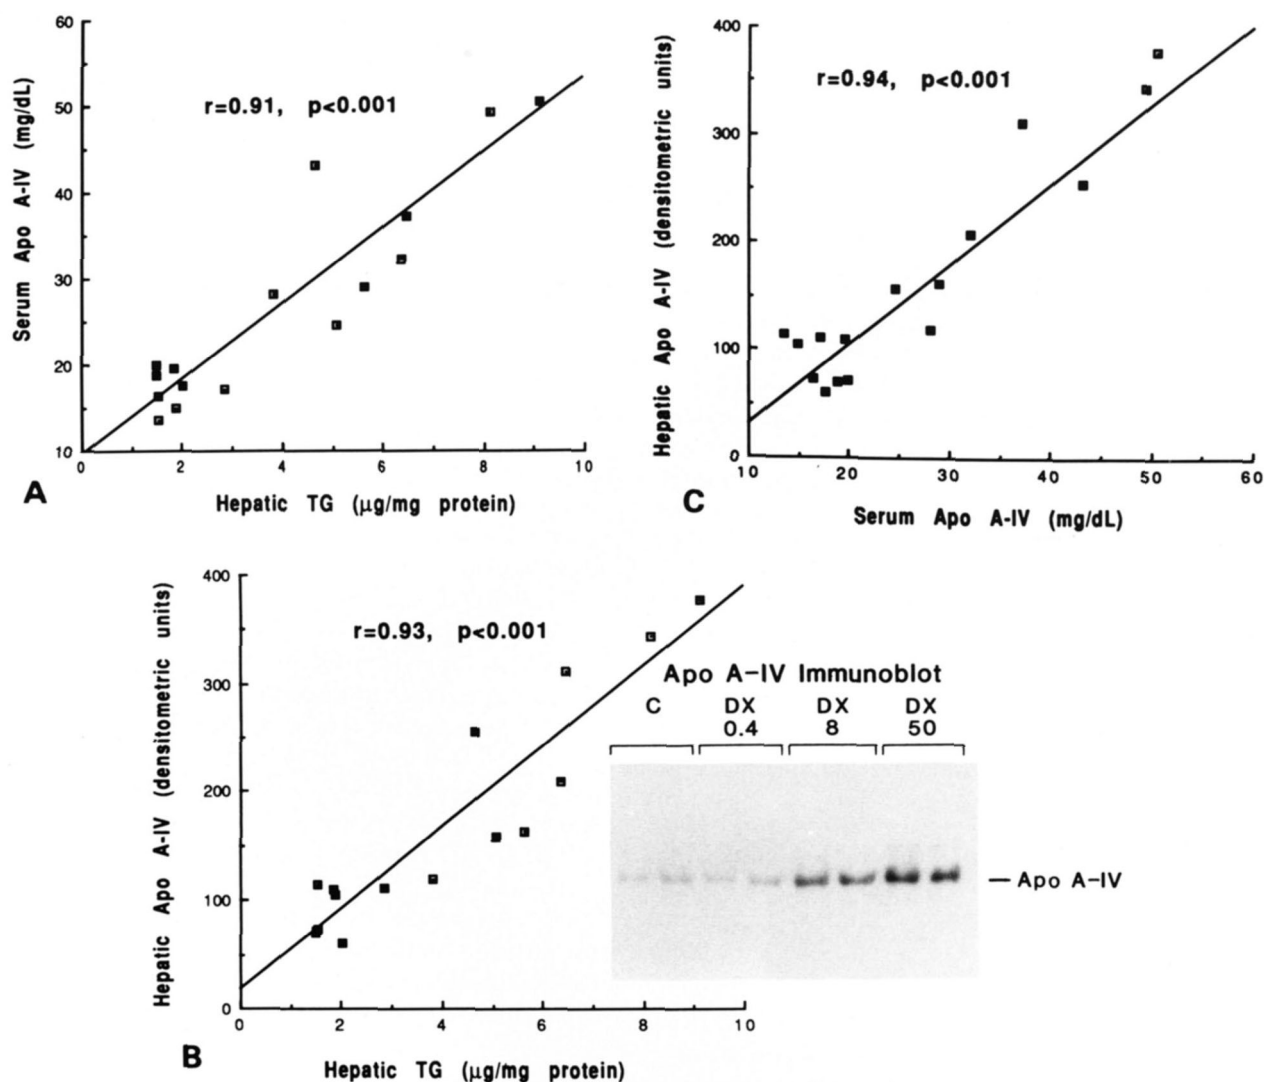 60
50
40
30
20
10
Serum Apo A-IV (mg/dL)
r=0.91, p<0.001
0 2 4 6 8 10
Hepatic TG (μg/mg protein)
A
400
300
200
100
0
Hepatic Apo A-IV (densitometric units)
r=0.94, p<0.001
10 20 30 40 50 60
Serum Apo A-IV (mg/dL)
C
400
300
200
100
0
Hepatic Apo A-IV (densitometric units)
r=0.93, p<0.001
0 2 4 6 8 10
Hepatic TG (μg/mg protein)
B
Apo A-IV Immunoblot
C DX DX DX
0.4 8 50
Apo A-IV